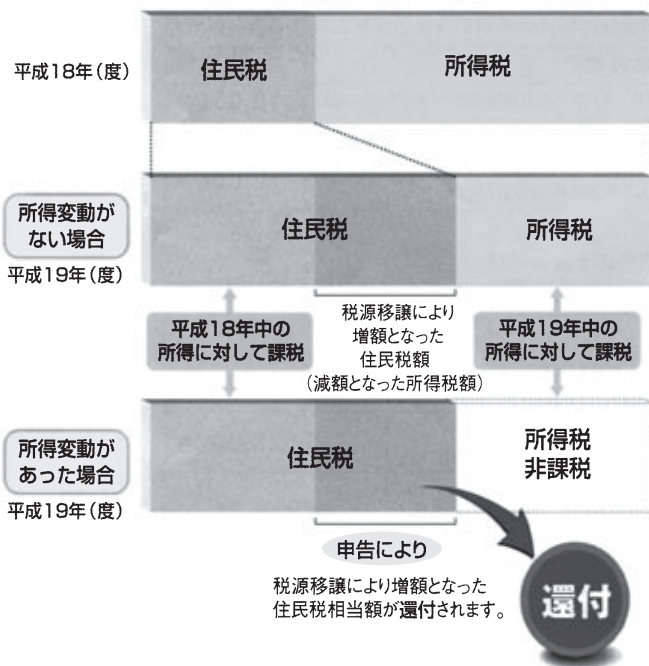 平成18年(度)
住民税
所得税
所得変動が
ない場合
平成19年(度)
住民税
所得税
平成18年中の
所得に対して課税
税源移譲により
増額となった
住民税額
(減額となった所得税額)
平成19年中の
所得に対して課税
所得変動が
あった場合
平成19年(度)
住民税
所得税
非課税
申告により
税源移譲により増額となった
住民税相当額が還付されます。
還付